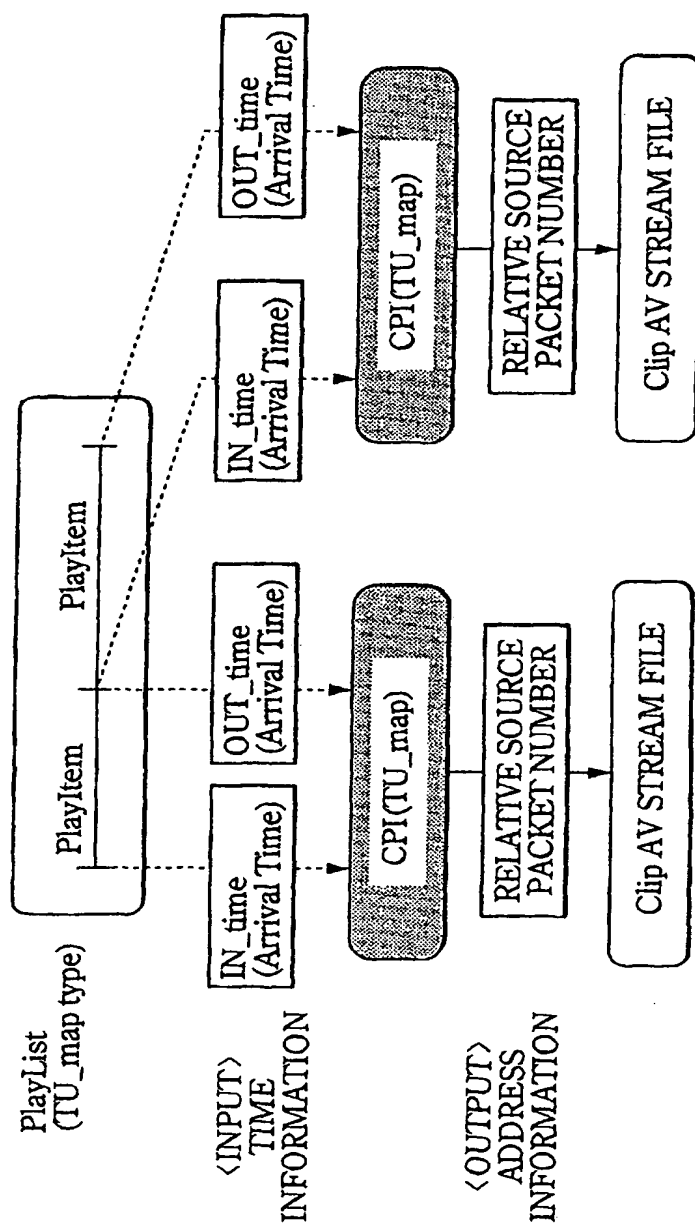 PlayList
(TU_map type)
PlayItem
PlayItem
<INPUT>
TIME
INFORMATION
IN_time
(Arrival Time)
OUT_time
(Arrival Time)
IN_time
(Arrival Time)
OUT_time
(Arrival Time)
CPI(TU_map)
CPI(TU_map)
<OUTPUT>
ADDRESS
INFORMATION
RELATIVE SOURCE
PACKET NUMBER
RELATIVE SOURCE
PACKET NUMBER
Clip AV STREAM FILE
Clip AV STREAM FILE